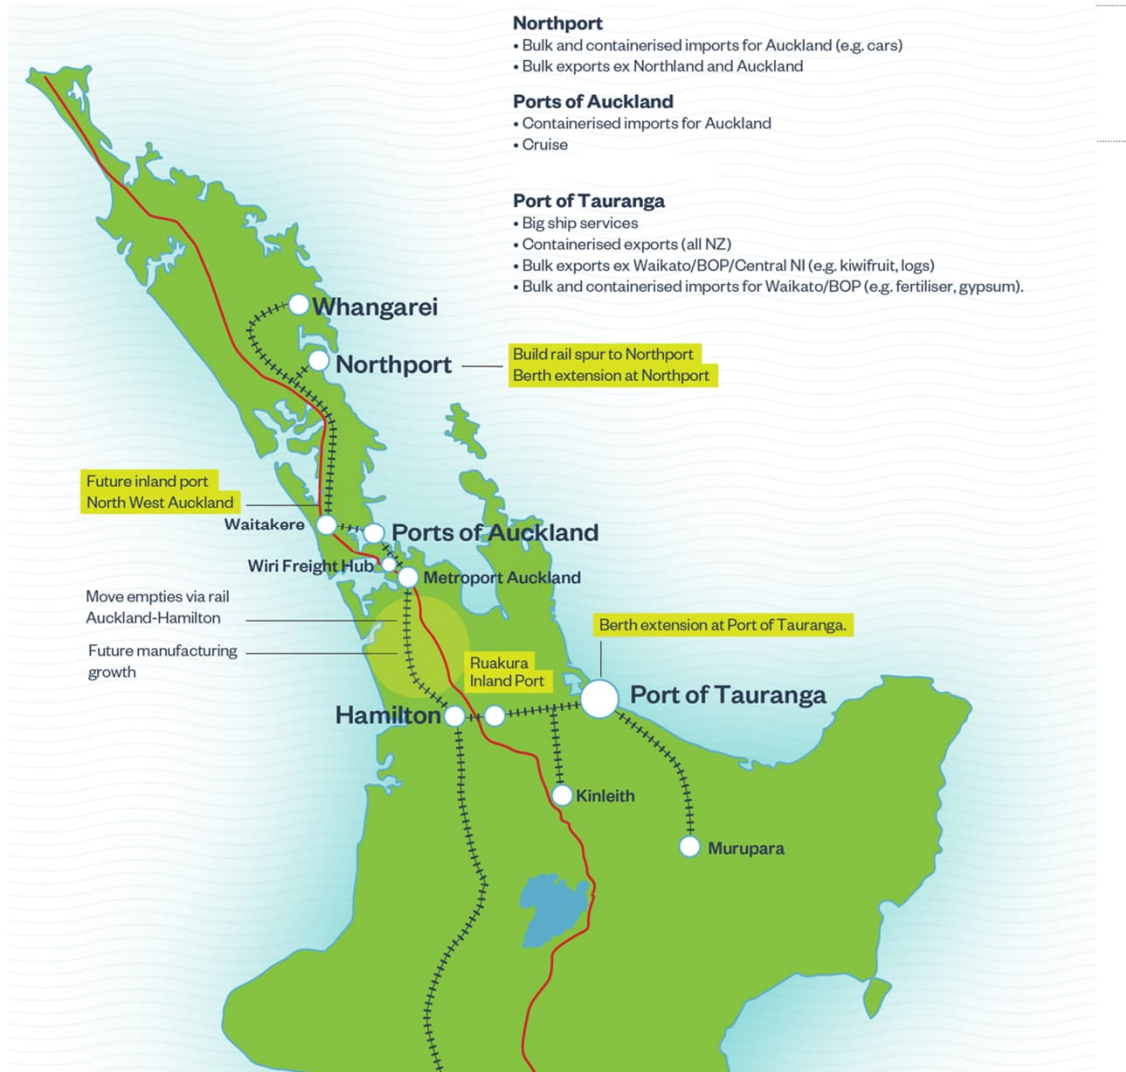 Northport
• Bulk and containerised imports for Auckland (e.g. cars)
• Bulk exports ex Northland and Auckland
Ports of Auckland
• Containerised imports for Auckland
• Cruise
Port of Tauranga
• Big ship services
• Containerised exports (all NZ)
• Bulk exports ex Waikato/BOP/Central NI (e.g. kiwifruit, logs)
• Bulk and containerised imports for Waikato/BOP (e.g. fertiliser, gypsum).
Whangarei
Northport
Build rail spur to Northport
Berth extension at Northport
Future inland port
North West Auckland
Waitakere
Ports of Auckland
Wiri Freight Hub
Metroport Auckland
Move empties via rail
Auckland-Hamilton
Future manufacturing
growth
Berth extension at Port of Tauranga.
Ruakura
Inland Port
Port of Tauranga
Hamilton
Kinleith
Murupara